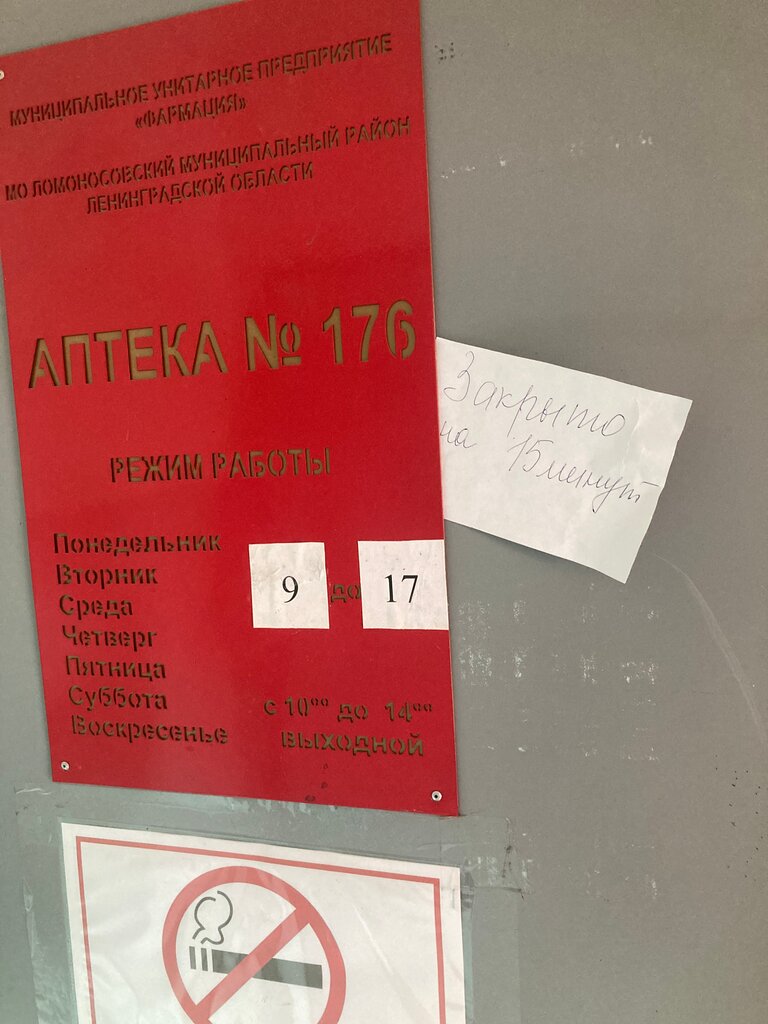 МУНИЦИПАЛЬНОЕ УНИТАРНОЕ ПРЕДПРИЯТИЕ
«ФАРМАЦИЯ»
МО ЛОМОНОСОВСКИЙ МУНИЦИПАЛЬНЫЙ РАЙОН
ЛЕНИНГРАДСКОЙ ОБЛАСТИ
АПТЕКА № 176
Закрыто
на 15 минут
РЕЖИМ РАБОТЫ
Понедельник
Вторник 9 до 17
Среда
Четверг
Пятница
Суббота с 10⁰⁰ до 14⁰⁰
Воскресенье выходной